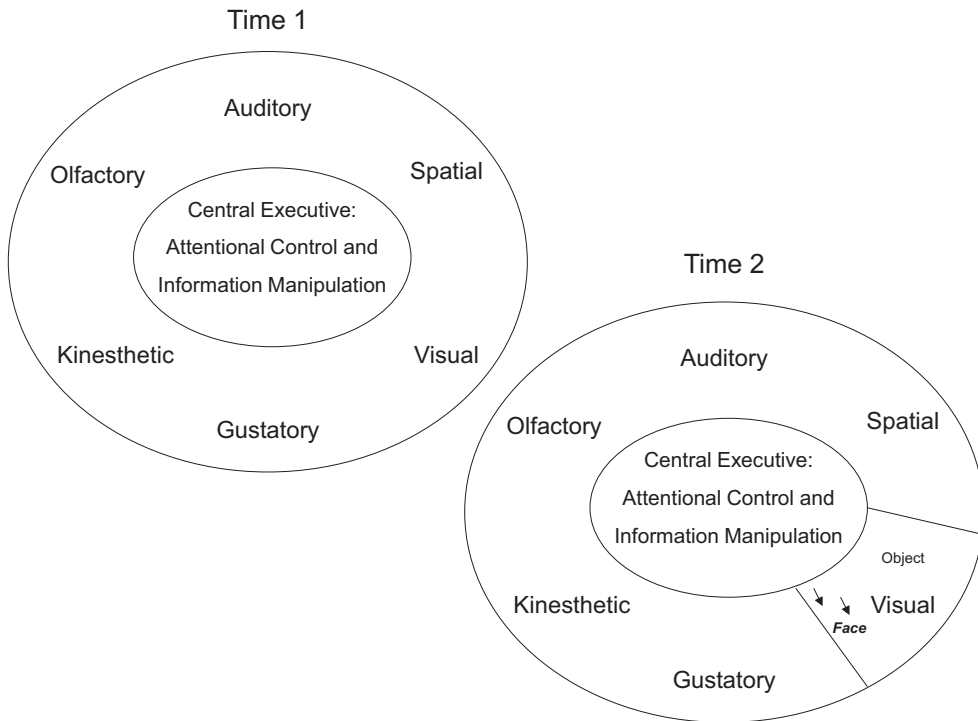 Time 1
Auditory
Olfactory
Spatial
Central Executive:
Attentional Control and
Information Manipulation
Kinesthetic
Visual
Gustatory
Time 2
Auditory
Olfactory
Spatial
Central Executive:
Attentional Control and
Information Manipulation
Object
Kinesthetic
Visual
Face
Gustatory